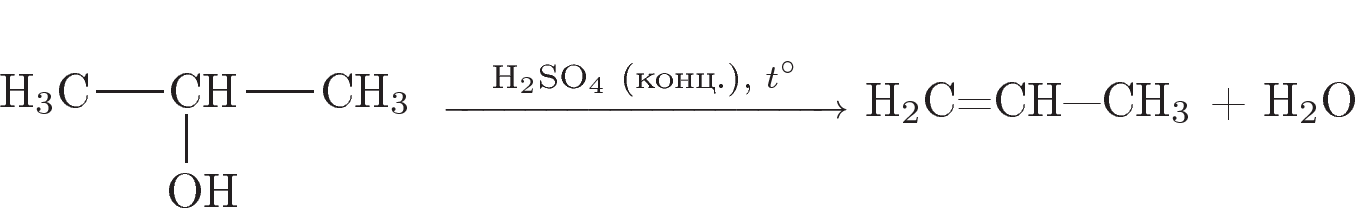 H₂SO₄ (конц.), t°
H₃C—CH—CH₃ → H₂C=CH—CH₃ + H₂O
OH